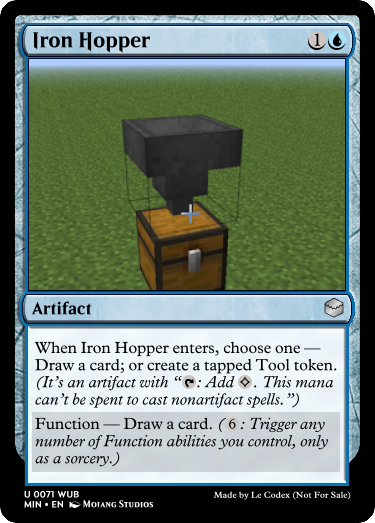 Iron Hopper 1
Artifact
When Iron Hopper enters, choose one —
Draw a card; or create a tapped Tool token.
(It's an artifact with “: Add . This mana
can't be spent to cast nonartifact spells.”)
Function — Draw a card. (6: Trigger any
number of Function abilities you control, only
as a sorcery.)
U 0071 WUB
MIN • EN Mojang Studios
Made by Le Codex (Not For Sale)